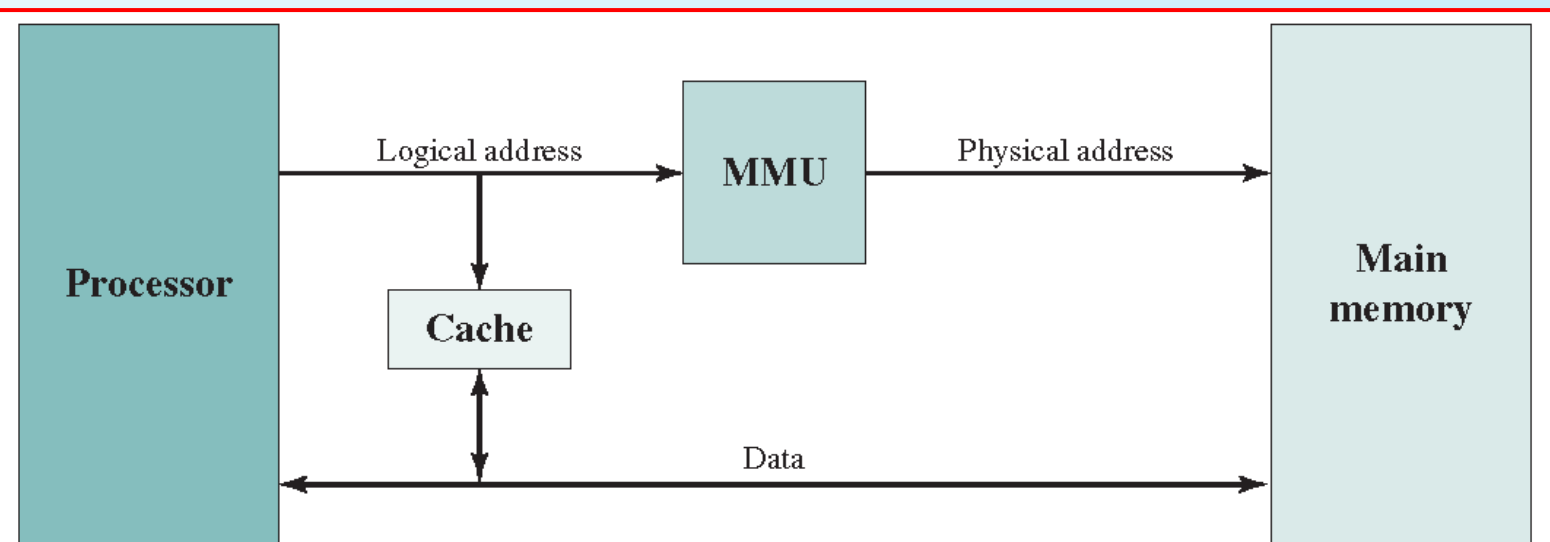 Logical address
MMU
Physical address
Processor
Cache
Main
memory
Data